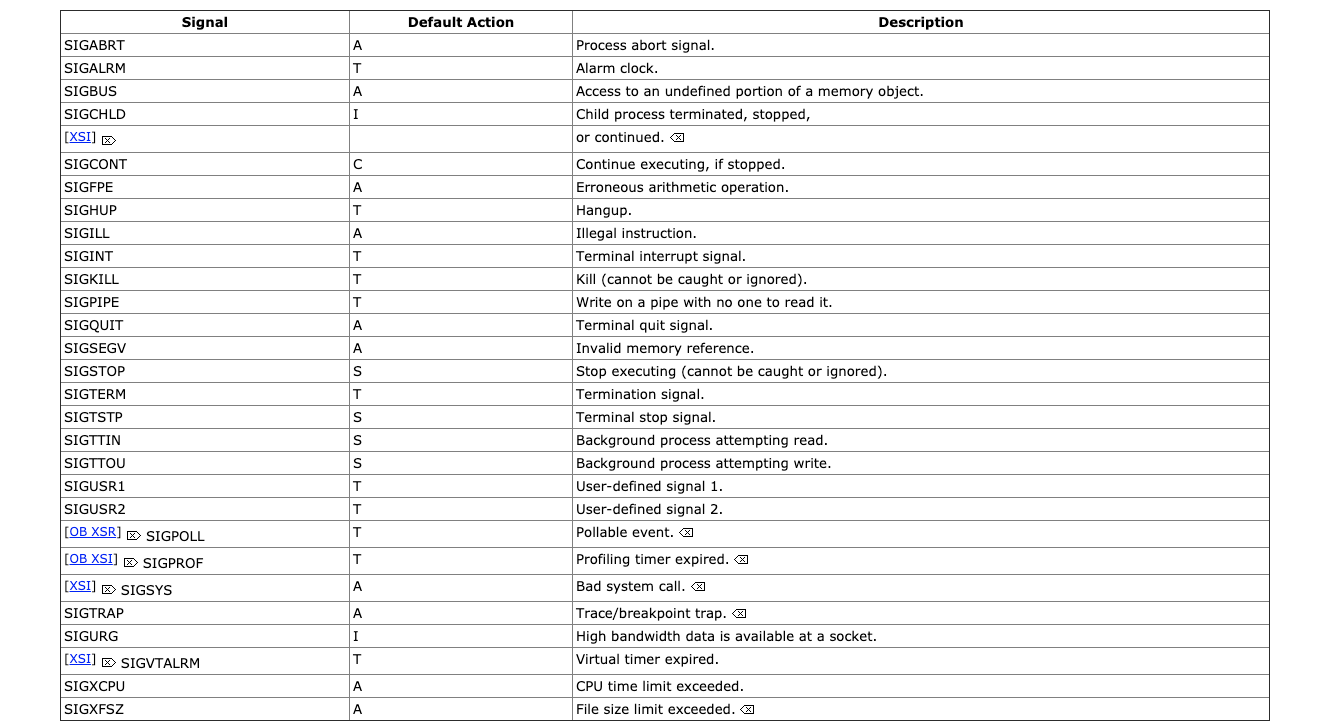 Signal Default Action Description
SIGABRT A Process abort signal.
SIGALRM T Alarm clock.
SIGBUS A Access to an undefined portion of a memory object.
SIGCHLD I Child process terminated, stopped,
[XSI] ⌦ or continued. ⌫
SIGCONT C Continue executing, if stopped.
SIGFPE A Erroneous arithmetic operation.
SIGHUP T Hangup.
SIGILL A Illegal instruction.
SIGINT T Terminal interrupt signal.
SIGKILL T Kill (cannot be caught or ignored).
SIGPIPE T Write on a pipe with no one to read it.
SIGQUIT A Terminal quit signal.
SIGSEGV A Invalid memory reference.
SIGSTOP S Stop executing (cannot be caught or ignored).
SIGTERM T Termination signal.
SIGTSTP S Terminal stop signal.
SIGTTIN S Background process attempting read.
SIGTTOU S Background process attempting write.
SIGUSR1 T User-defined signal 1.
SIGUSR2 T User-defined signal 2.
[OB XSR] ⌦ SIGPOLL T Pollable event. ⌫
[OB XSI] ⌦ SIGPROF T Profiling timer expired. ⌫
[XSI] ⌦ SIGSYS A Bad system call. ⌫
SIGTRAP A Trace/breakpoint trap. ⌫
SIGURG I High bandwidth data is available at a socket.
[XSI] ⌦ SIGVTALRM T Virtual timer expired.
SIGXCPU A CPU time limit exceeded.
SIGXFSZ A File size limit exceeded. ⌫